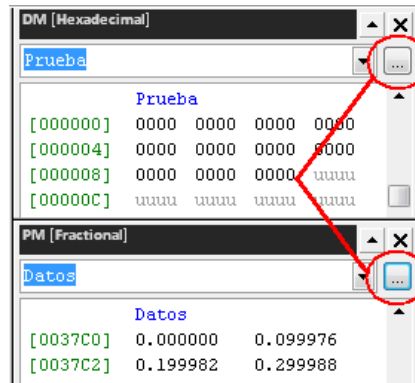 DM [Hexadecimal]
Prueba
...
Prueba
[000000] 0000 0000 0000 0000
[000004] 0000 0000 0000 0000
[000008] 0000 0000 0000 uuuu
[00000C] uuuu uuuu uuuu uuuu
PM [Fractional]
Datos
...
Datos
[0037C0] 0.000000 0.099976
[0037C2] 0.199982 0.299988